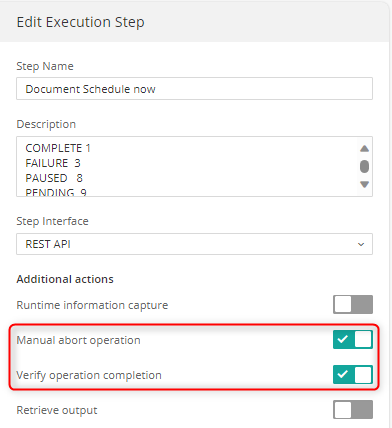 Edit Execution Step
Step Name
Document Schedule now
Description
COMPLETE 1
FAILURE 3
PAUSED 8
PENDING 9
Step Interface
REST API
Additional actions
Runtime information capture
Manual abort operation
Verify operation completion
Retrieve output